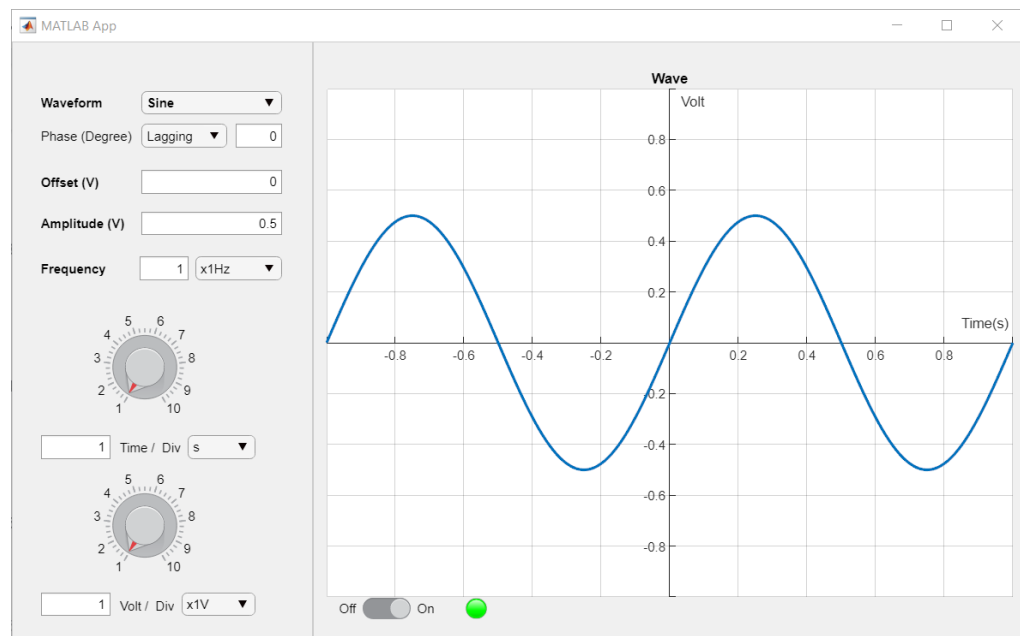 MATLAB App
Waveform Sine
Phase (Degree) Lagging 0
Offset (V) 0
Amplitude (V) 0.5
Frequency 1 x1Hz
1 2 3 4 5 6 7 8 9 10
1 Time / Div s
1 2 3 4 5 6 7 8 9 10
1 Volt / Div x1V
Wave
Volt
0.8
0.6
0.4
0.2
Time(s)
-0.8 -0.6 -0.4 -0.2 0.2 0.4 0.6 0.8
-0.2
-0.4
-0.6
-0.8
Off On